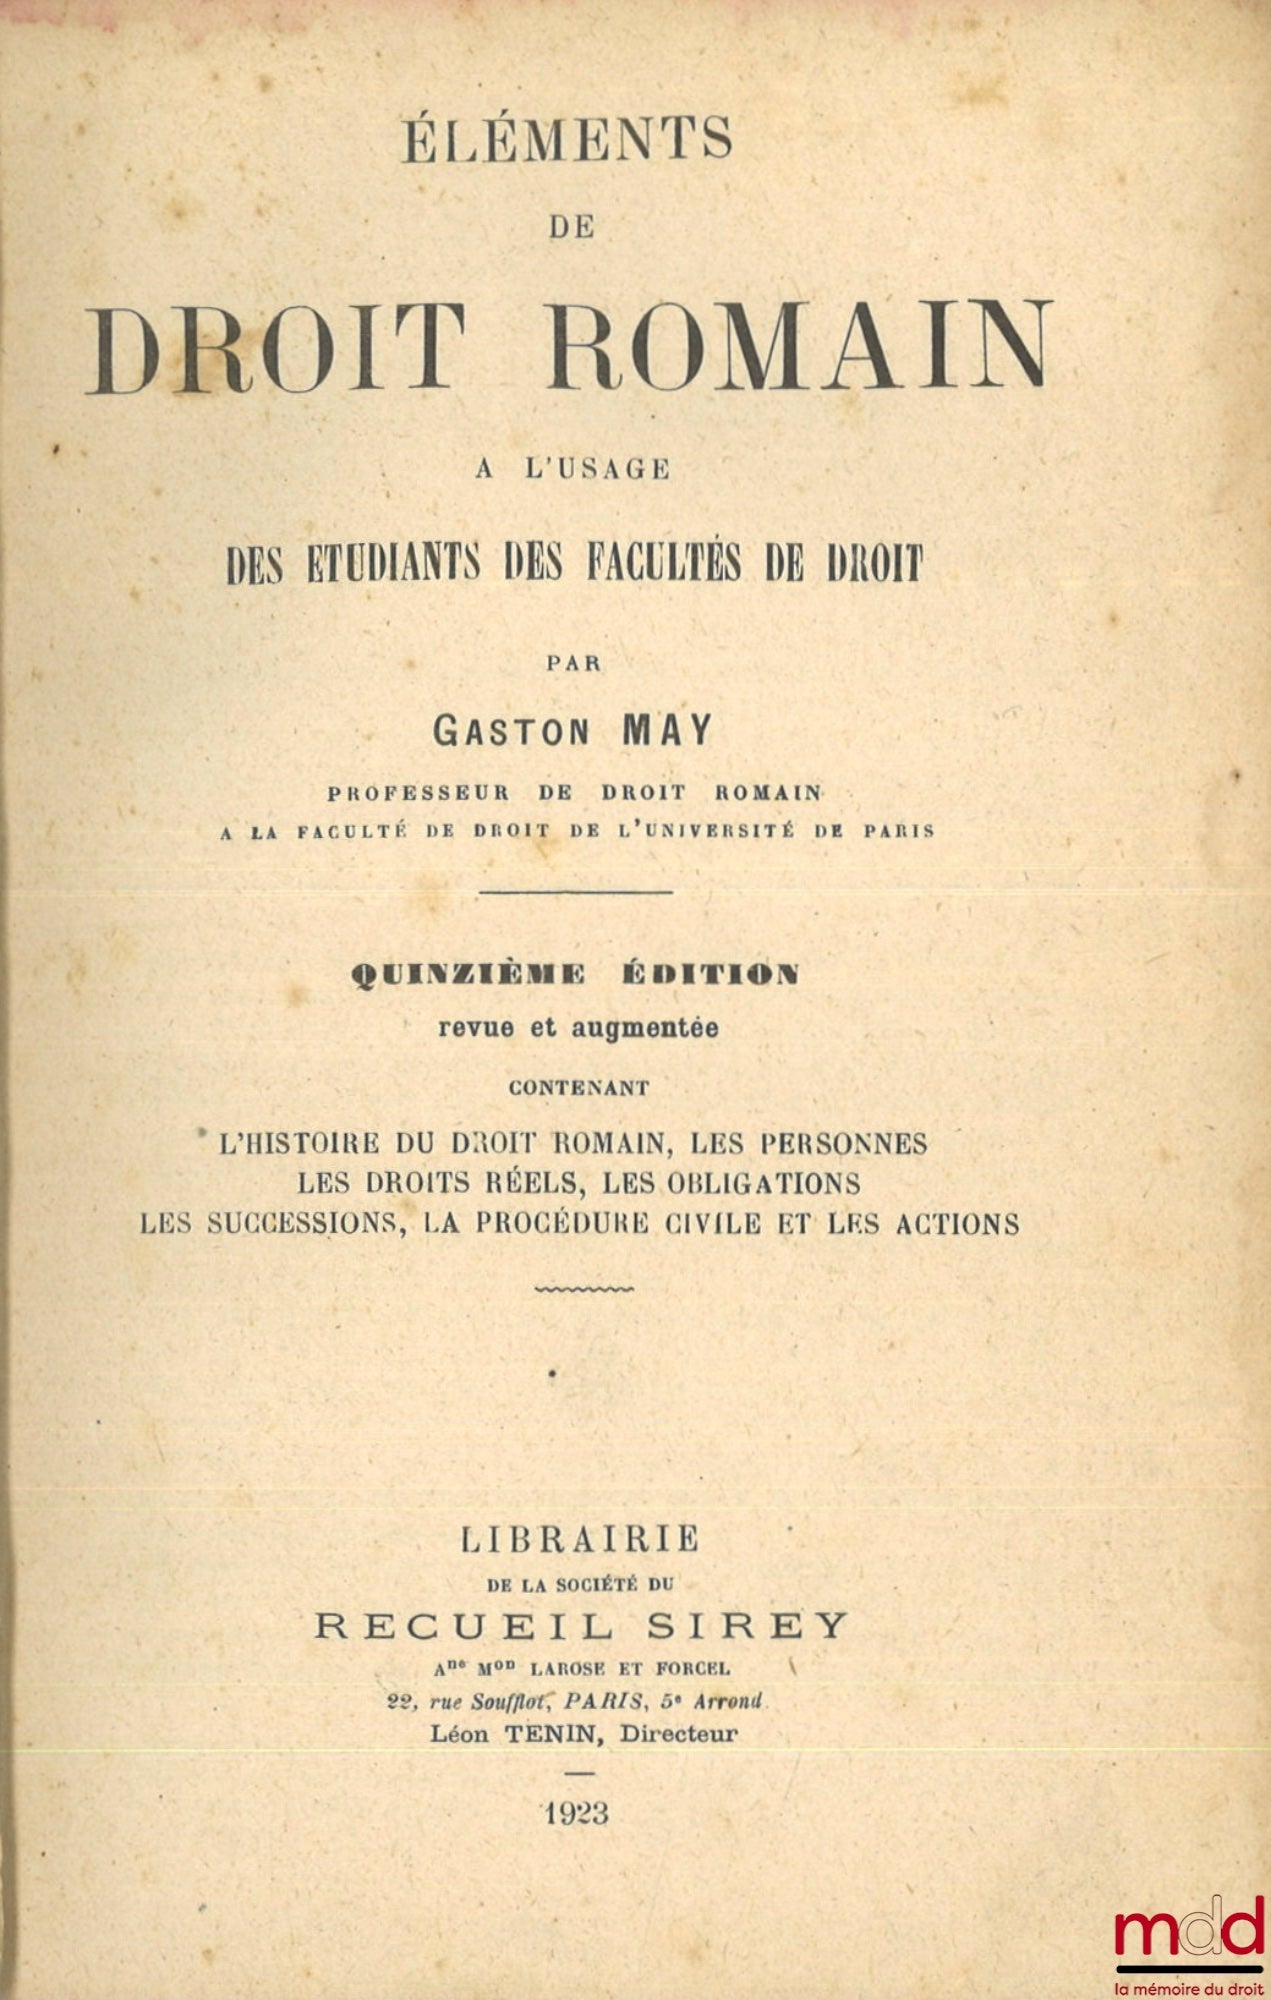 ÉLÉMENTS
DE
DROIT ROMAIN
A L'USAGE
DES ETUDIANTS DES FACULTÉS DE DROIT
PAR
GASTON MAY
PROFESSEUR DE DROIT ROMAIN
A LA FACULTÉ DE DROIT DE L'UNIVERSITÉ DE PARIS
QUINZIÈME ÉDITION
revue et augmentée
CONTENANT
L'HISTOIRE DU DROIT ROMAIN, LES PERSONNES
LES DROITS RÉELS, LES OBLIGATIONS
LES SUCCESSIONS, LA PROCÉDURE CIVILE ET LES ACTIONS
LIBRAIRIE
DE LA SOCIÉTÉ DU
RECUEIL SIREY
Aⁿᵉ Mᵒⁿ LAROSE ET FORCEL
22, rue Soufflot, PARIS, 5ᵉ Arrond.
Léon TENIN, Directeur
1923
mdd
la mémoire du droit